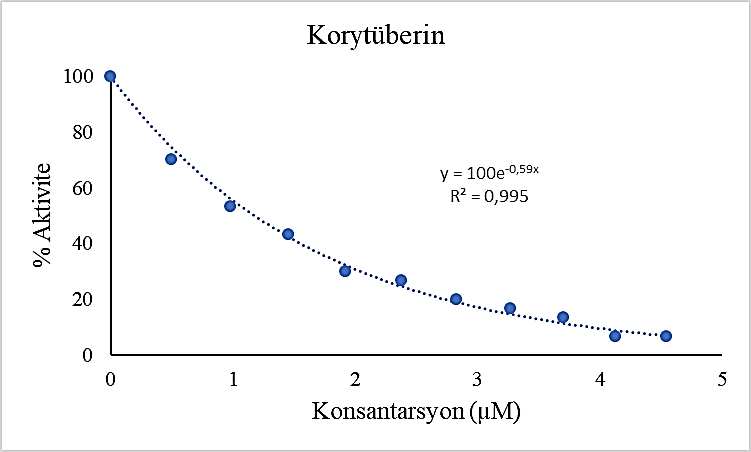 Korytüberin
100
80
60
40
20
0
% Aktivite
y = 100e-0,59x
R² = 0,995
0 1 2 3 4 5
Konsantarsyon (µM)